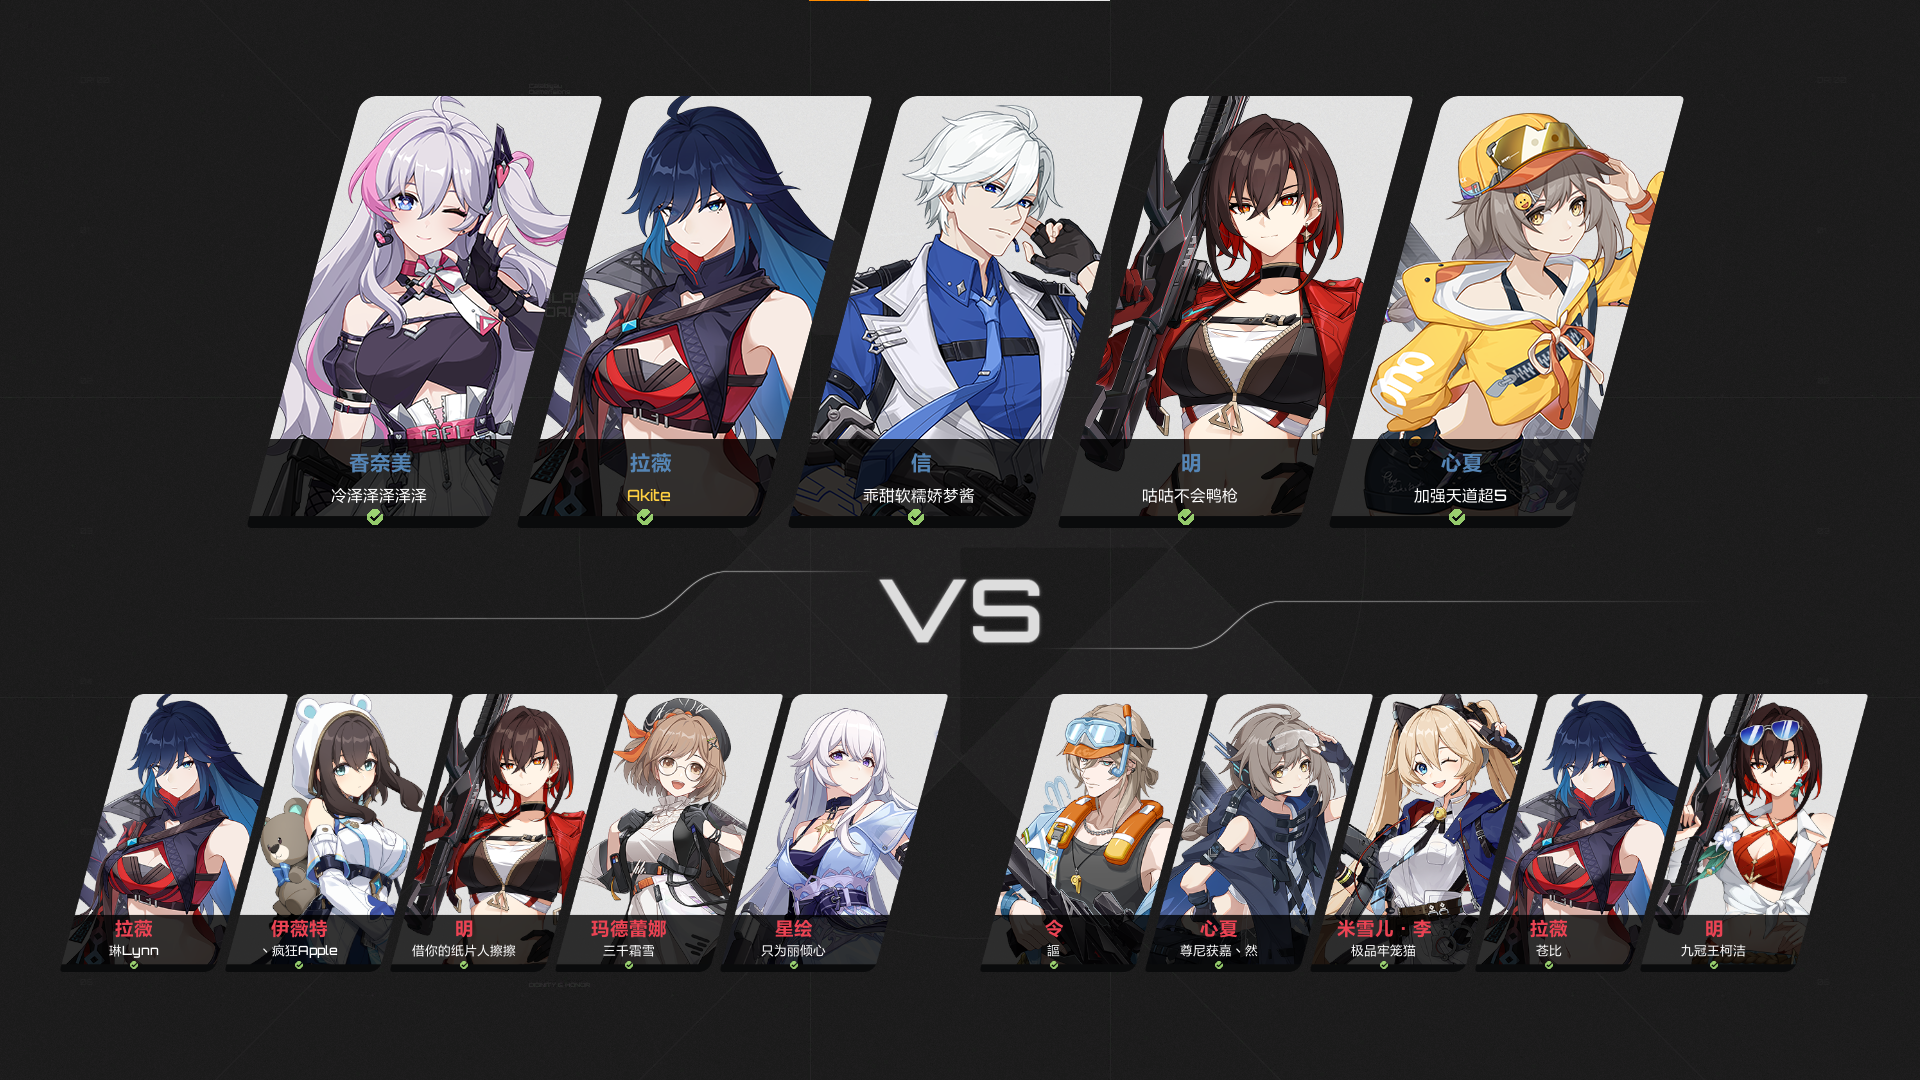 香奈美
冷泽泽泽泽泽
拉薇
Akite
信
乖甜软糯娇梦酱
明
咕咕不会鸭枪
心夏
加强天道超5
VS
拉薇
琳Lynn
伊薇特
丶疯狂Apple
明
借你的纸片人擦擦
玛德蕾娜
三千霜雪
星绘
只为丽倾心
令
謳
心夏
尊尼获嘉丶然
米雪儿·李
极品牢笼猫
拉薇
苍比
明
九冠王柯洁